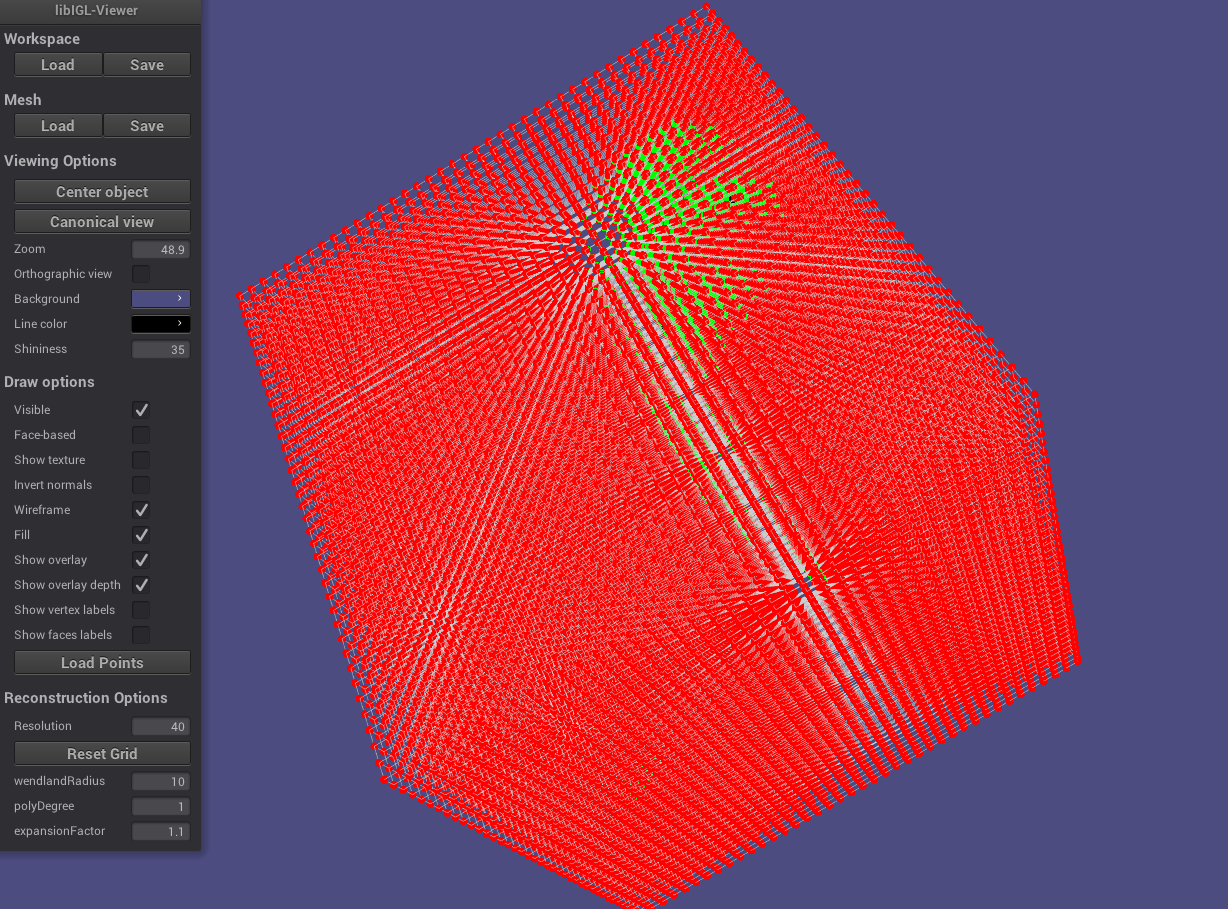 libIGL-Viewer
Workspace
Load Save
Mesh
Load Save
Viewing Options
Center object
Canonical view
Zoom 48.9
Orthographic view
Background
Line color
Shininess 35
Draw options
Visible
Face-based
Show texture
Invert normals
Wireframe
Fill
Show overlay
Show overlay depth
Show vertex labels
Show faces labels
Load Points
Reconstruction Options
Resolution 40
Reset Grid
wendlandRadius 10
polyDegree 1
expansionFactor 1.1